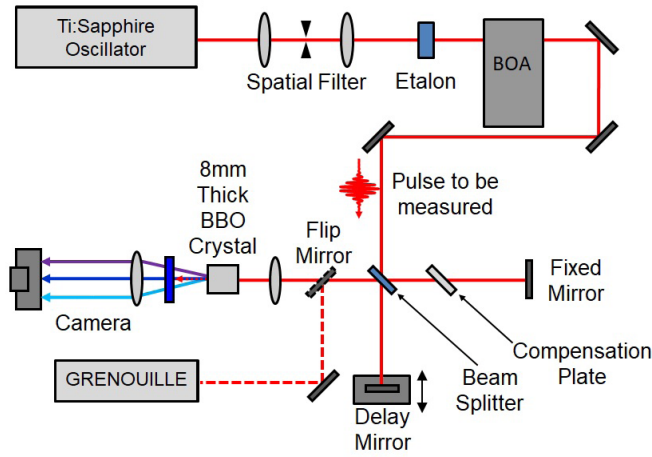 Ti:Sapphire
Oscillator
Spatial Filter
Etalon
BOA
8mm
Thick
BBO
Crystal
Pulse to be
measured
Flip
Mirror
Fixed
Mirror
Camera
Compensation
Plate
GRENOUILLE
Beam
Splitter
Delay
Mirror